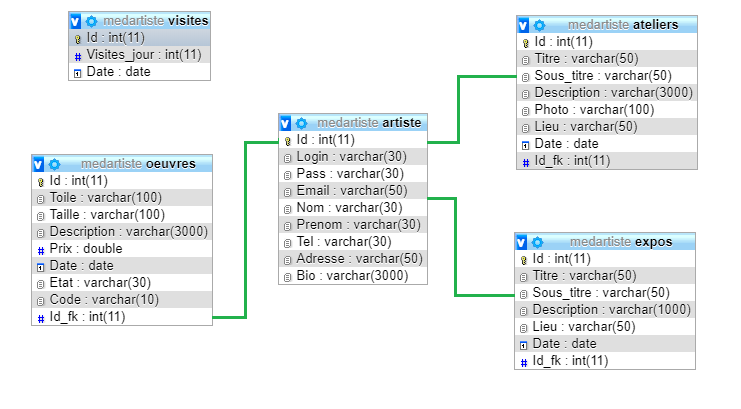 medartiste visites
Id : int(11)
Visites_jour : int(11)
Date : date
medartiste oeuvres
Id : int(11)
Toile : varchar(100)
Taille : varchar(100)
Description : varchar(3000)
Prix : double
Date : date
Etat : varchar(30)
Code : varchar(10)
Id_fk : int(11)
medartiste artiste
Id : int(11)
Login : varchar(30)
Pass : varchar(30)
Email : varchar(50)
Nom : varchar(30)
Prenom : varchar(30)
Tel : varchar(30)
Adresse : varchar(50)
Bio : varchar(3000)
medartiste ateliers
Id : int(11)
Titre : varchar(50)
Sous_titre : varchar(50)
Description : varchar(3000)
Photo : varchar(100)
Lieu : varchar(50)
Date : date
Id_fk : int(11)
medartiste expos
Id : int(11)
Titre : varchar(50)
Sous_titre : varchar(50)
Description : varchar(1000)
Lieu : varchar(50)
Date : date
Id_fk : int(11)